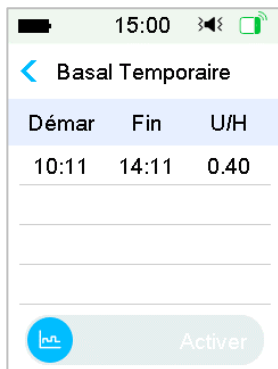 15:00
Basal Temporaire
Démar Fin U/H
10:11 14:11 0.40
Activer